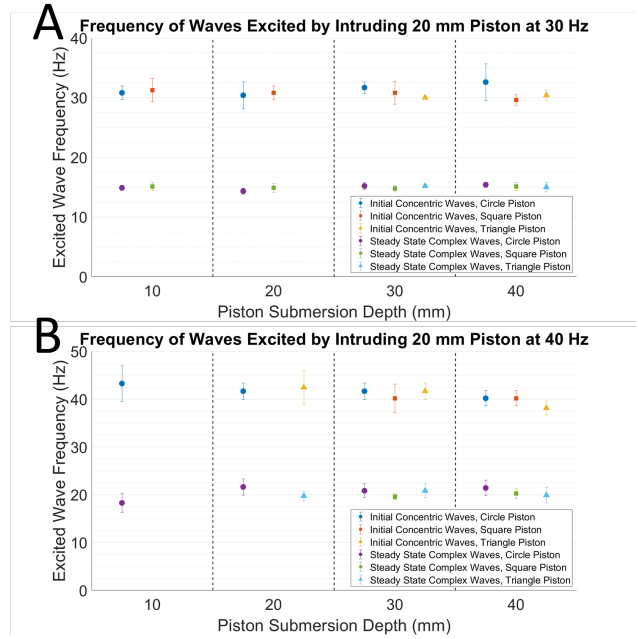 A
Frequency of Waves Excited by Intruding 20 mm Piston at 30 Hz
Excited Wave Frequency (Hz)
40
30
20
10
0
Initial Concentric Waves, Circle Piston
Initial Concentric Waves, Square Piston
Initial Concentric Waves, Triangle Piston
Steady State Complex Waves, Circle Piston
Steady State Complex Waves, Square Piston
Steady State Complex Waves, Triangle Piston
10 20 30 40
Piston Submersion Depth (mm)
B
Frequency of Waves Excited by Intruding 20 mm Piston at 40 Hz
Excited Wave Frequency (Hz)
50
40
30
20
10
0
Initial Concentric Waves, Circle Piston
Initial Concentric Waves, Square Piston
Initial Concentric Waves, Triangle Piston
Steady State Complex Waves, Circle Piston
Steady State Complex Waves, Square Piston
Steady State Complex Waves, Triangle Piston
10 20 30 40
Piston Submersion Depth (mm)